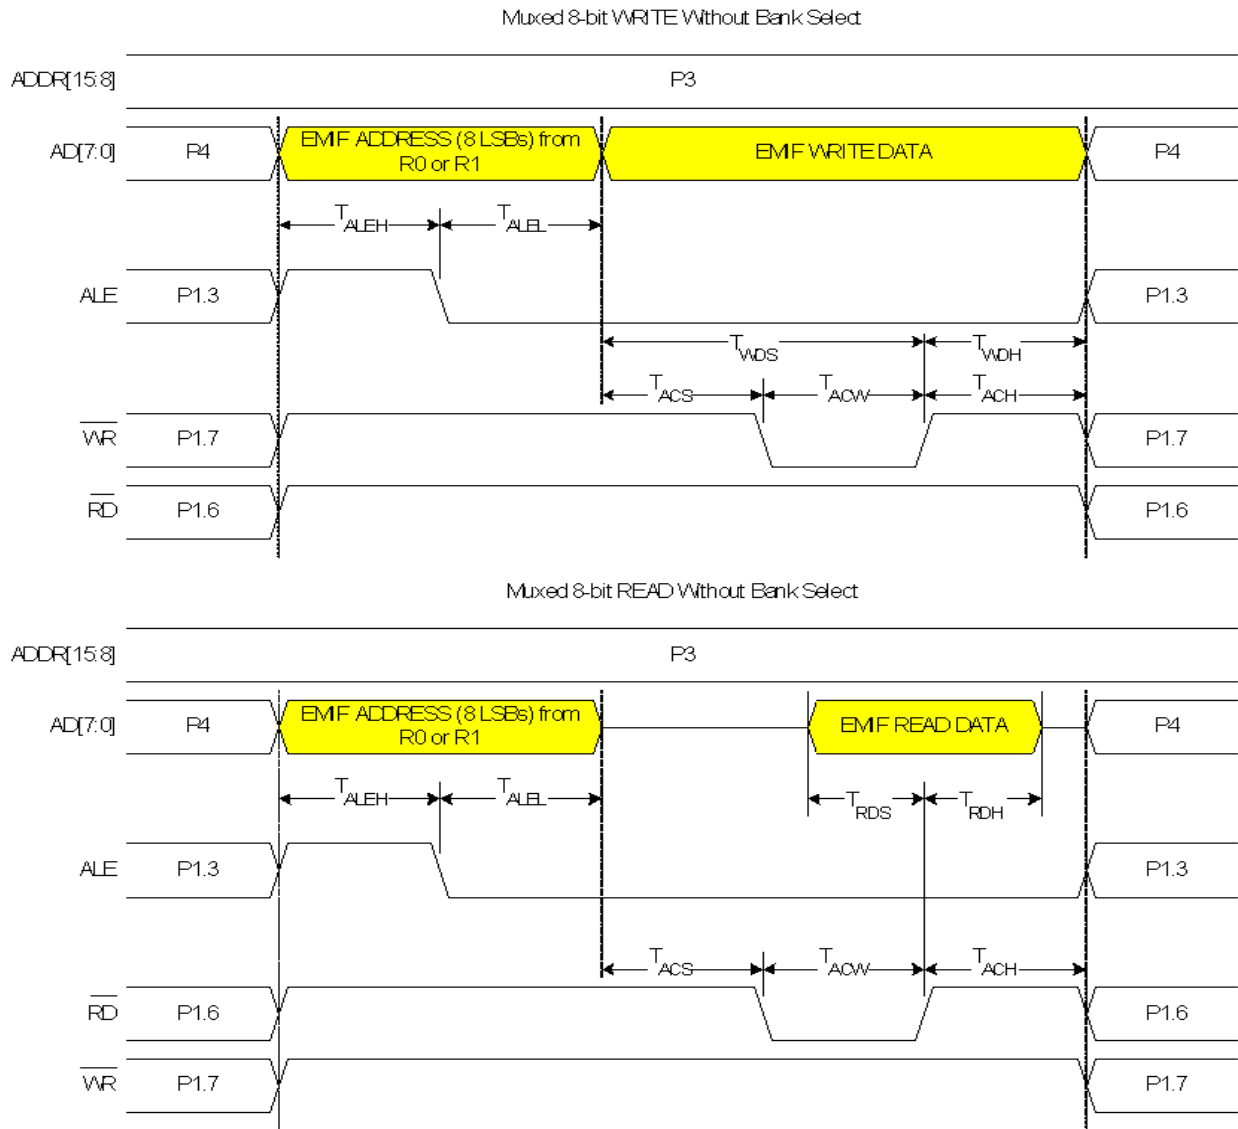 Muxed 8-bit WRITE Without Bank Select
ADDR[15:8] P3
AD[7:0] P4 EMIF ADDRESS (8 LSBs) from R0 or R1 EMIF WRITE DATA P4
TALEH TALEL
ALE P1.3 P1.3
TWDS TWDH
TACS TACW TACH
WR P1.7 P1.7
RD P1.6 P1.6
Muxed 8-bit READ Without Bank Select
ADDR[15:8] P3
AD[7:0] P4 EMIF ADDRESS (8 LSBs) from R0 or R1 EMIF READ DATA P4
TALEH TALEL TRDS TRDH
ALE P1.3 P1.3
TACS TACW TACH
RD P1.6 P1.6
WR P1.7 P1.7